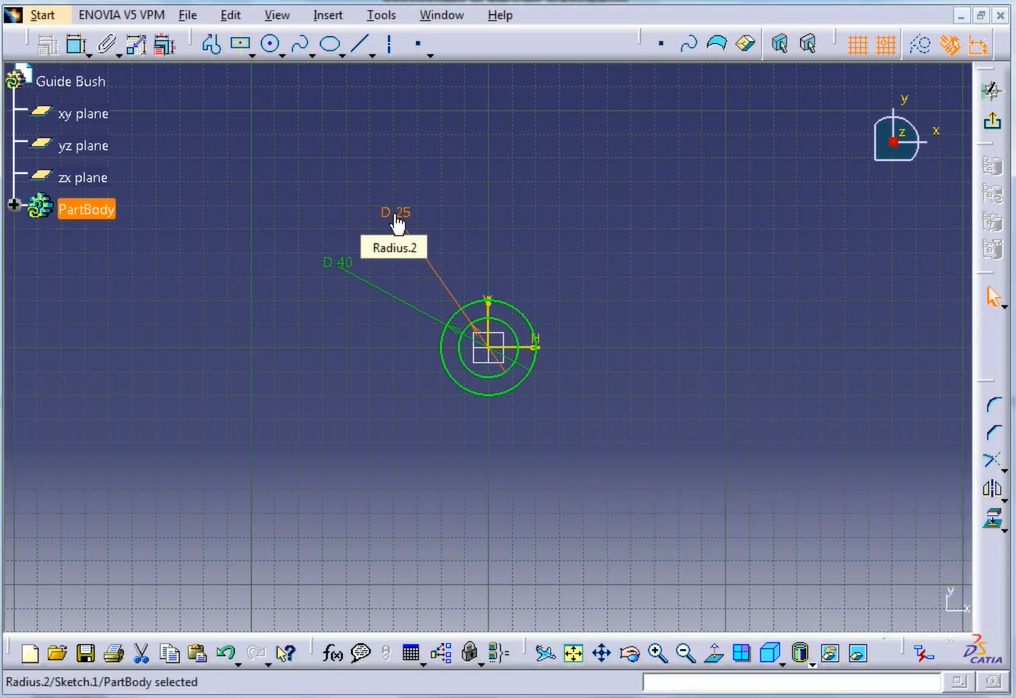 Start ENOVIA V5 VPM File Edit View Insert Tools Window Help
Guide Bush
xy plane
yz plane
zx plane
PartBody
y
x
z
D 25
Radius.2
D 40
V
H
y
x
f(x)
CATIA
Radius.2/Sketch.1/PartBody selected